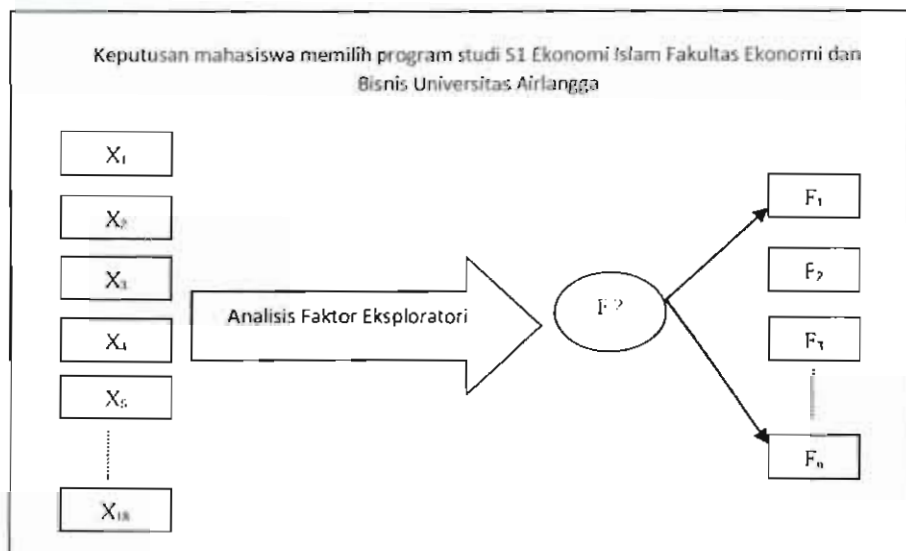 Keputusan mahasiswa memilih program studi S1 Ekonomi Islam Fakultas Ekonomi dan
Bisnis Universitas Airlangga
X₁
X₂
X₃
X₄
X₅
X₁₈
Analisis Faktor Eksploratori
F?
F₁
F₂
F₃
Fₙ